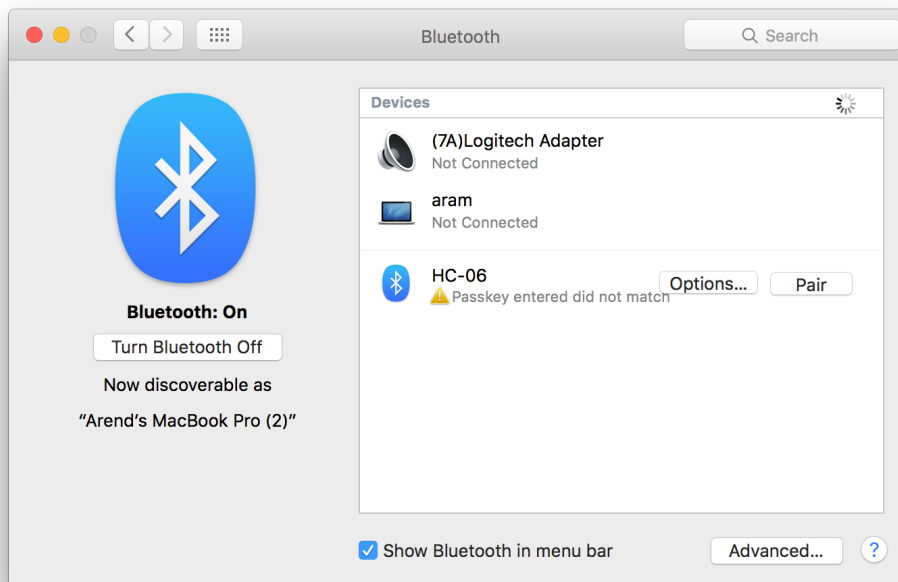 Bluetooth
Search
Devices
(7A)Logitech Adapter
Not Connected
aram
Not Connected
HC-06
Passkey entered did not match
Options...
Pair
Bluetooth: On
Turn Bluetooth Off
Now discoverable as
“Arend’s MacBook Pro (2)”
Show Bluetooth in menu bar
Advanced...
?